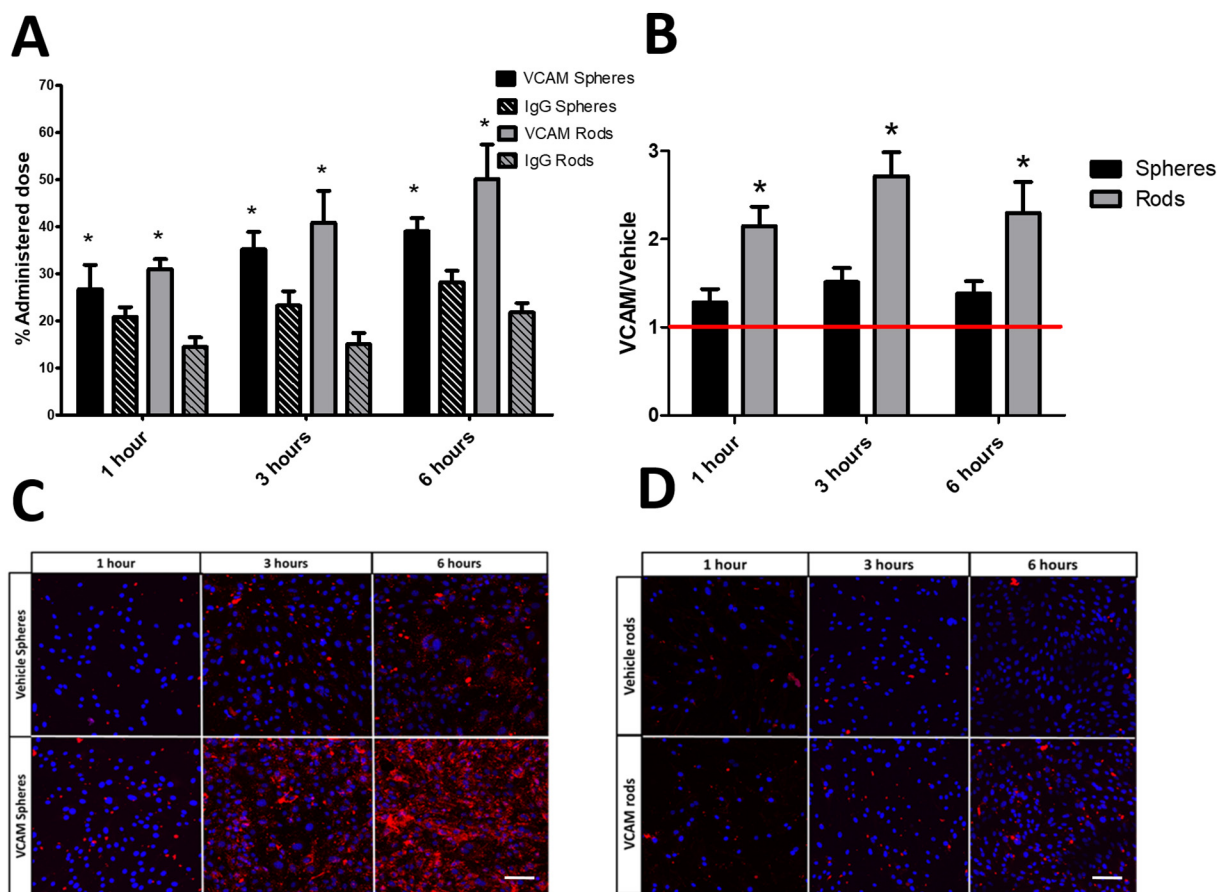 A
% Administered dose
70
60
50
40
30
20
10
0
VCAM Spheres
IgG Spheres
VCAM Rods
IgG Rods
* * * * * *
1 hour
3 hours
6 hours
B
VCAM/Vehicle
3
2
1
0
* * *
Spheres
Rods
1 hour
3 hours
6 hours
C
1 hour 3 hours 6 hours
Vehicle Spheres
VCAM Spheres
D
1 hour 3 hours 6 hours
Vehicle rods
VCAM rods